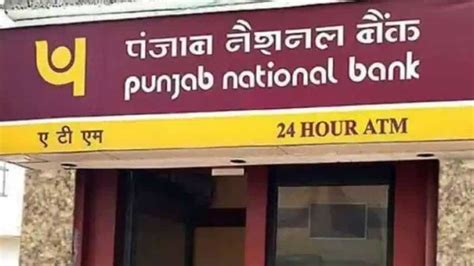 पंजाब नैशनल बैंक
punjab national bank
ए टी एम
24 HOUR ATM